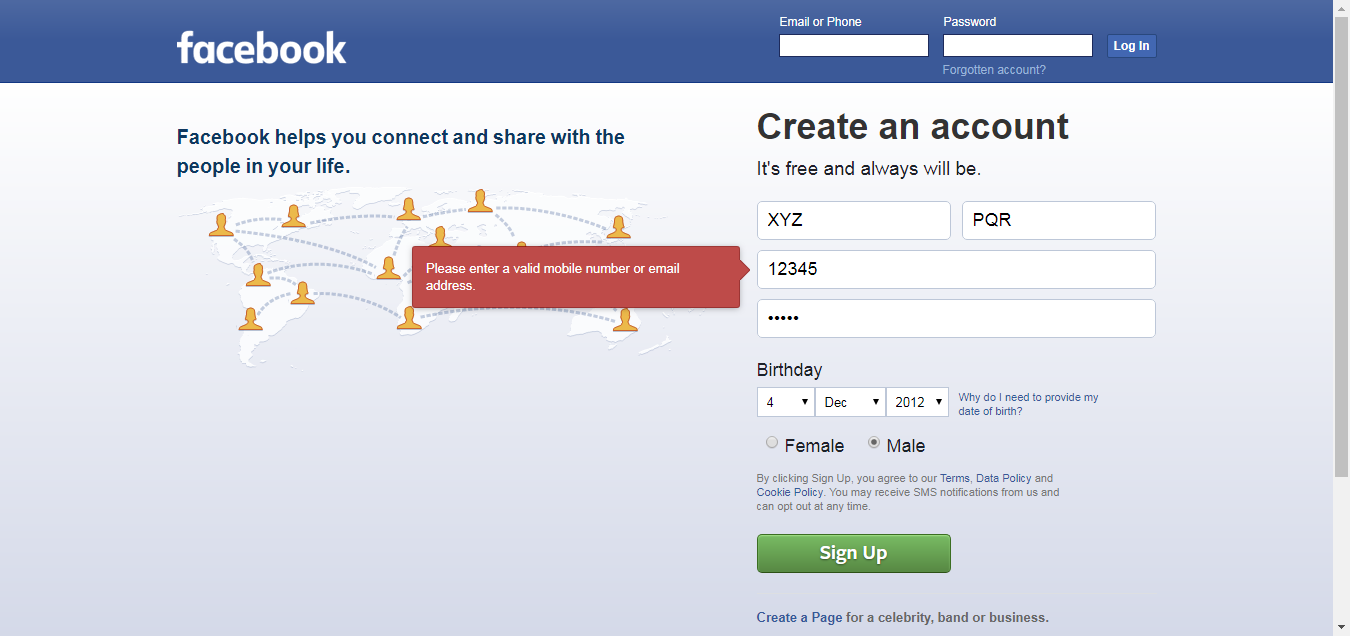 facebook
Email or Phone
Password
Log In
Forgotten account?
Facebook helps you connect and share with the
people in your life.
Create an account
It's free and always will be.
XYZ
PQR
Please enter a valid mobile number or email
address.
12345
•••••
Birthday
4
Dec
2012
Why do I need to provide my
date of birth?
Female
Male
By clicking Sign Up, you agree to our Terms, Data Policy and
Cookie Policy. You may receive SMS notifications from us and
can opt out at any time.
Sign Up
Create a Page for a celebrity, band or business.